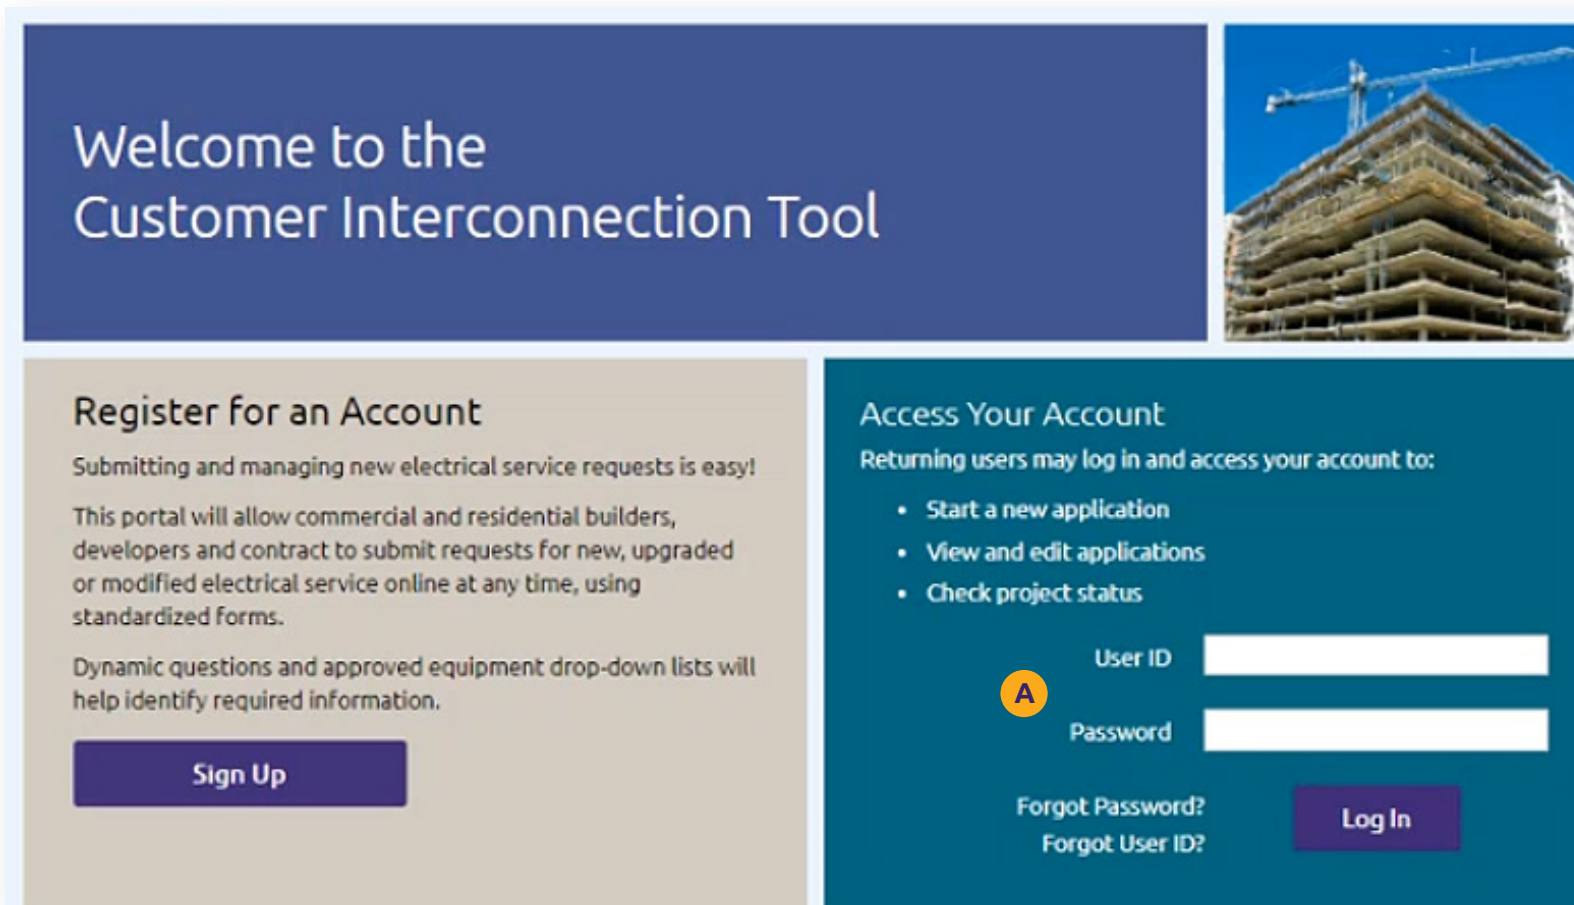 Welcome to the
Customer Interconnection Tool
Register for an Account
Submitting and managing new electrical service requests is easy!
This portal will allow commercial and residential builders,
developers and contract to submit requests for new, upgraded
or modified electrical service online at any time, using
standardized forms.
Dynamic questions and approved equipment drop-down lists will
help identify required information.
Sign Up
Access Your Account
Returning users may log in and access your account to:
• Start a new application
• View and edit applications
• Check project status
User ID
A
Password
Forgot Password?
Forgot User ID?
Log In